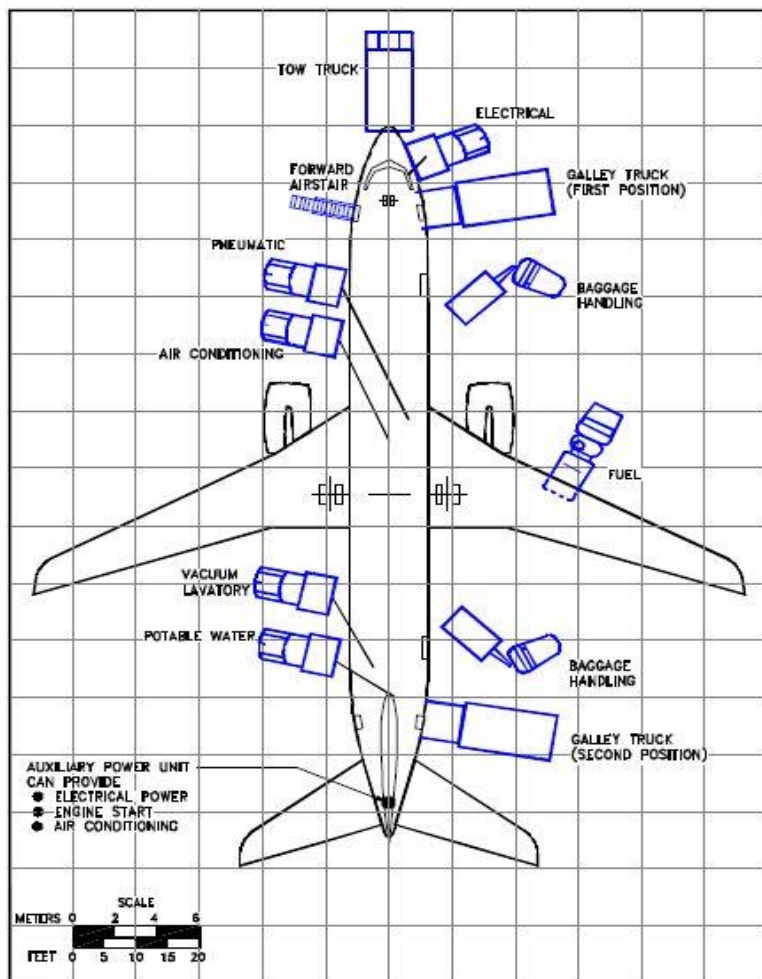 TOW TRUCK
ELECTRICAL
FORWARD
AIRSTAIR
GALLEY TRUCK
(FIRST POSITION)
PNEUMATIC
BAGGAGE
HANDLING
AIR CONDITIONING
FUEL
VACUUM
LAVATORY
POTABLE WATER
BAGGAGE
HANDLING
GALLEY TRUCK
(SECOND POSITION)
AUXILIARY POWER UNIT
CAN PROVIDE
● ELECTRICAL POWER
● ENGINE START
● AIR CONDITIONING
SCALE
METERS 0 2 4 6
FEET 0 5 10 15 20